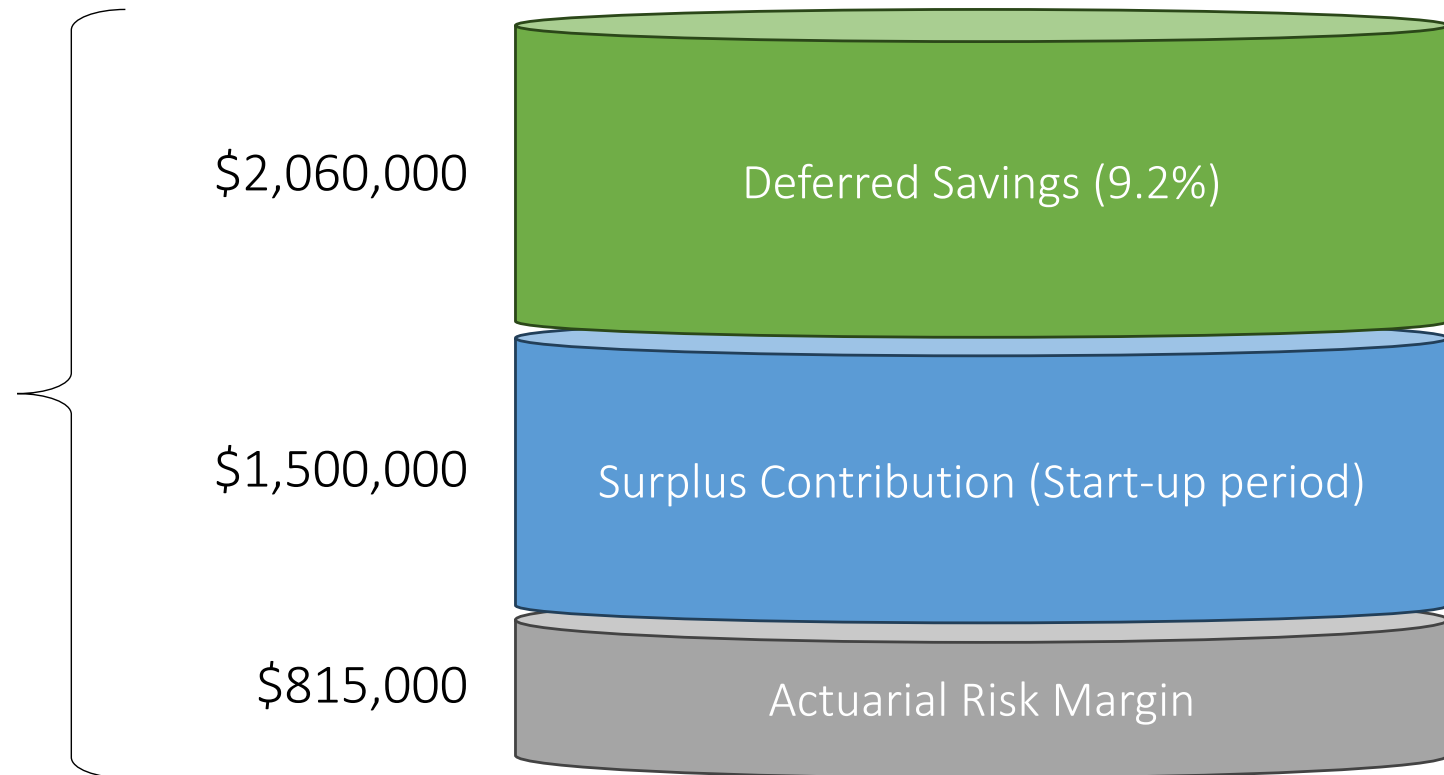 $2,060,000
Deferred Savings (9.2%)
$1,500,000
Surplus Contribution (Start-up period)
$815,000
Actuarial Risk Margin